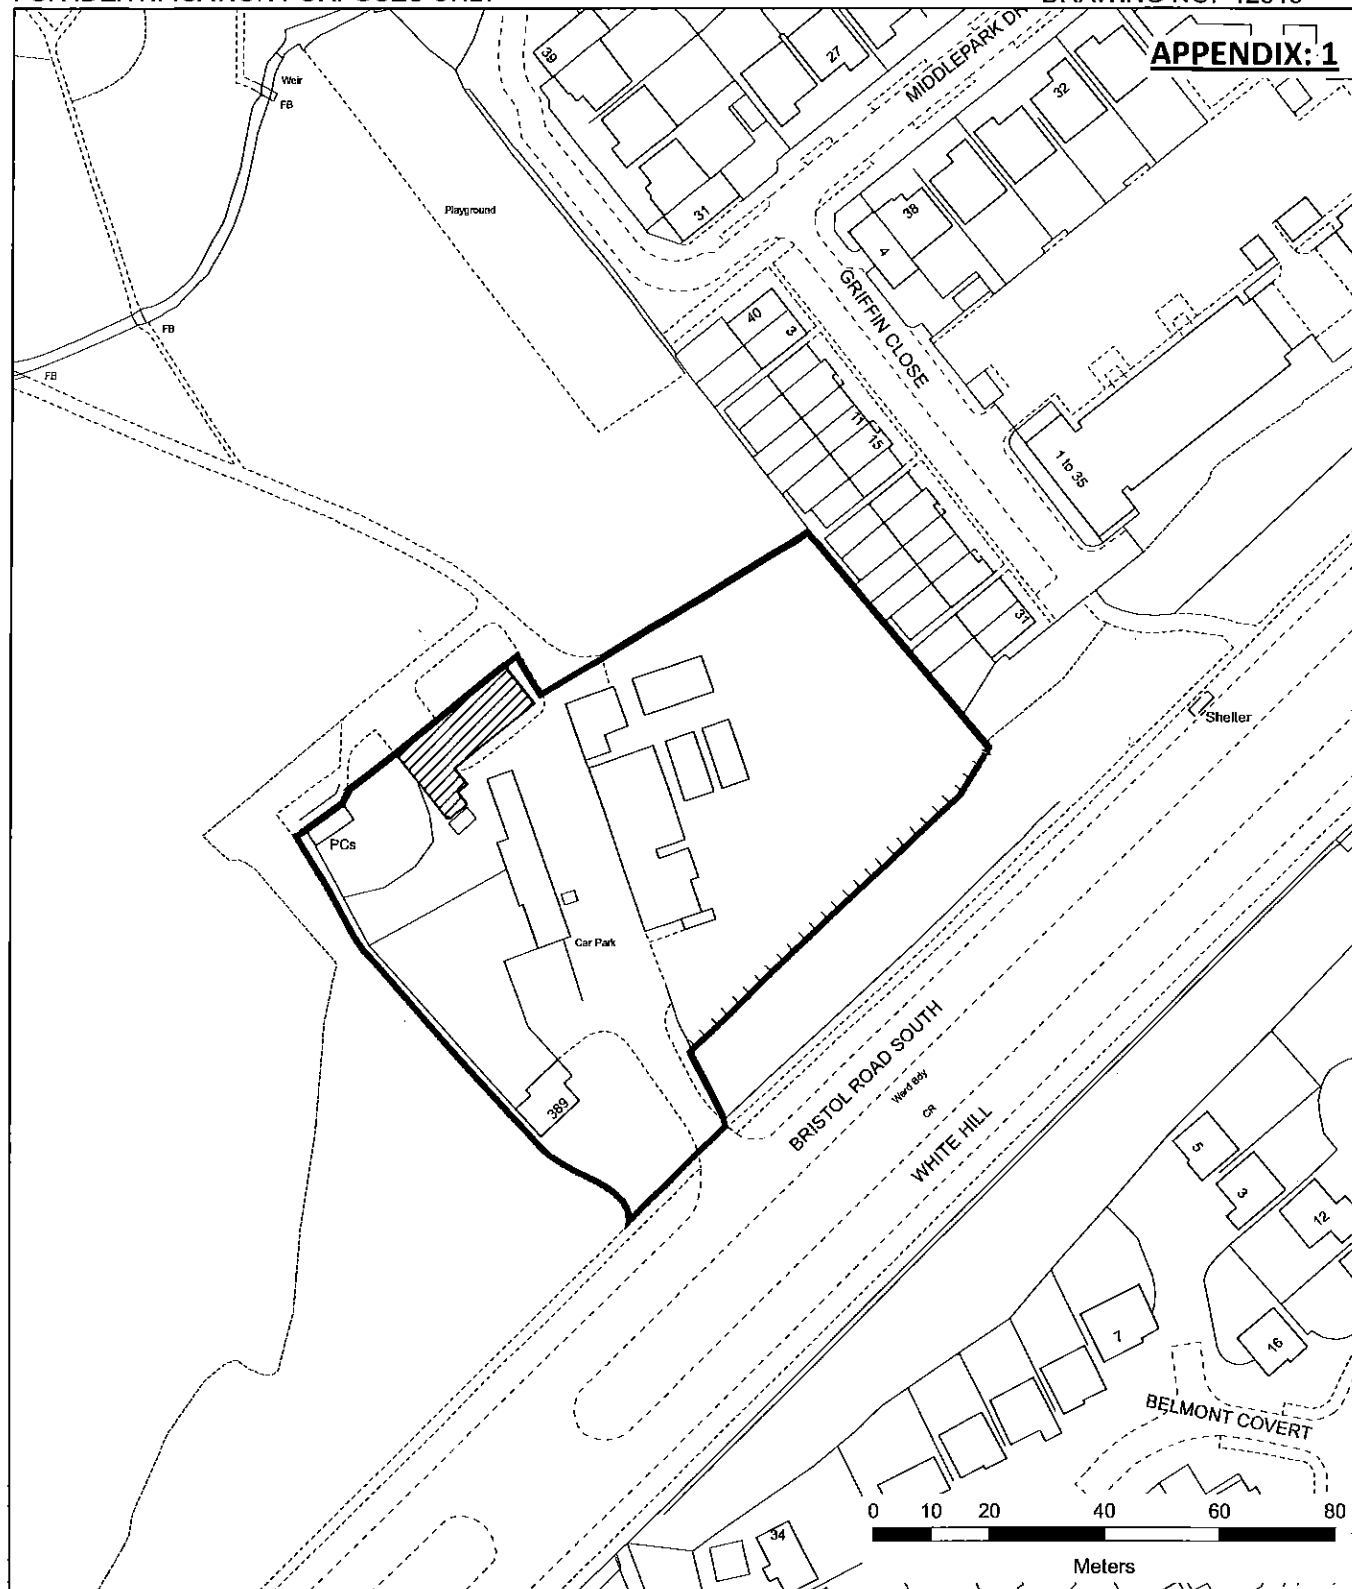 APPENDIX: 1
39
27
MIDDLEPARK DR
32
Weir
FB
Playground
31
38
4
GRIFFIN CLOSE
40
3
FB
FB
11
15
1 to 35
31
Shelter
PCs
Car Park
389
BRISTOL ROAD SOUTH
Ward Bdy
CR
WHITE HILL
5
3
12
7
16
BELMONT COVERT
34
0 10 20 40 60 80
Meters